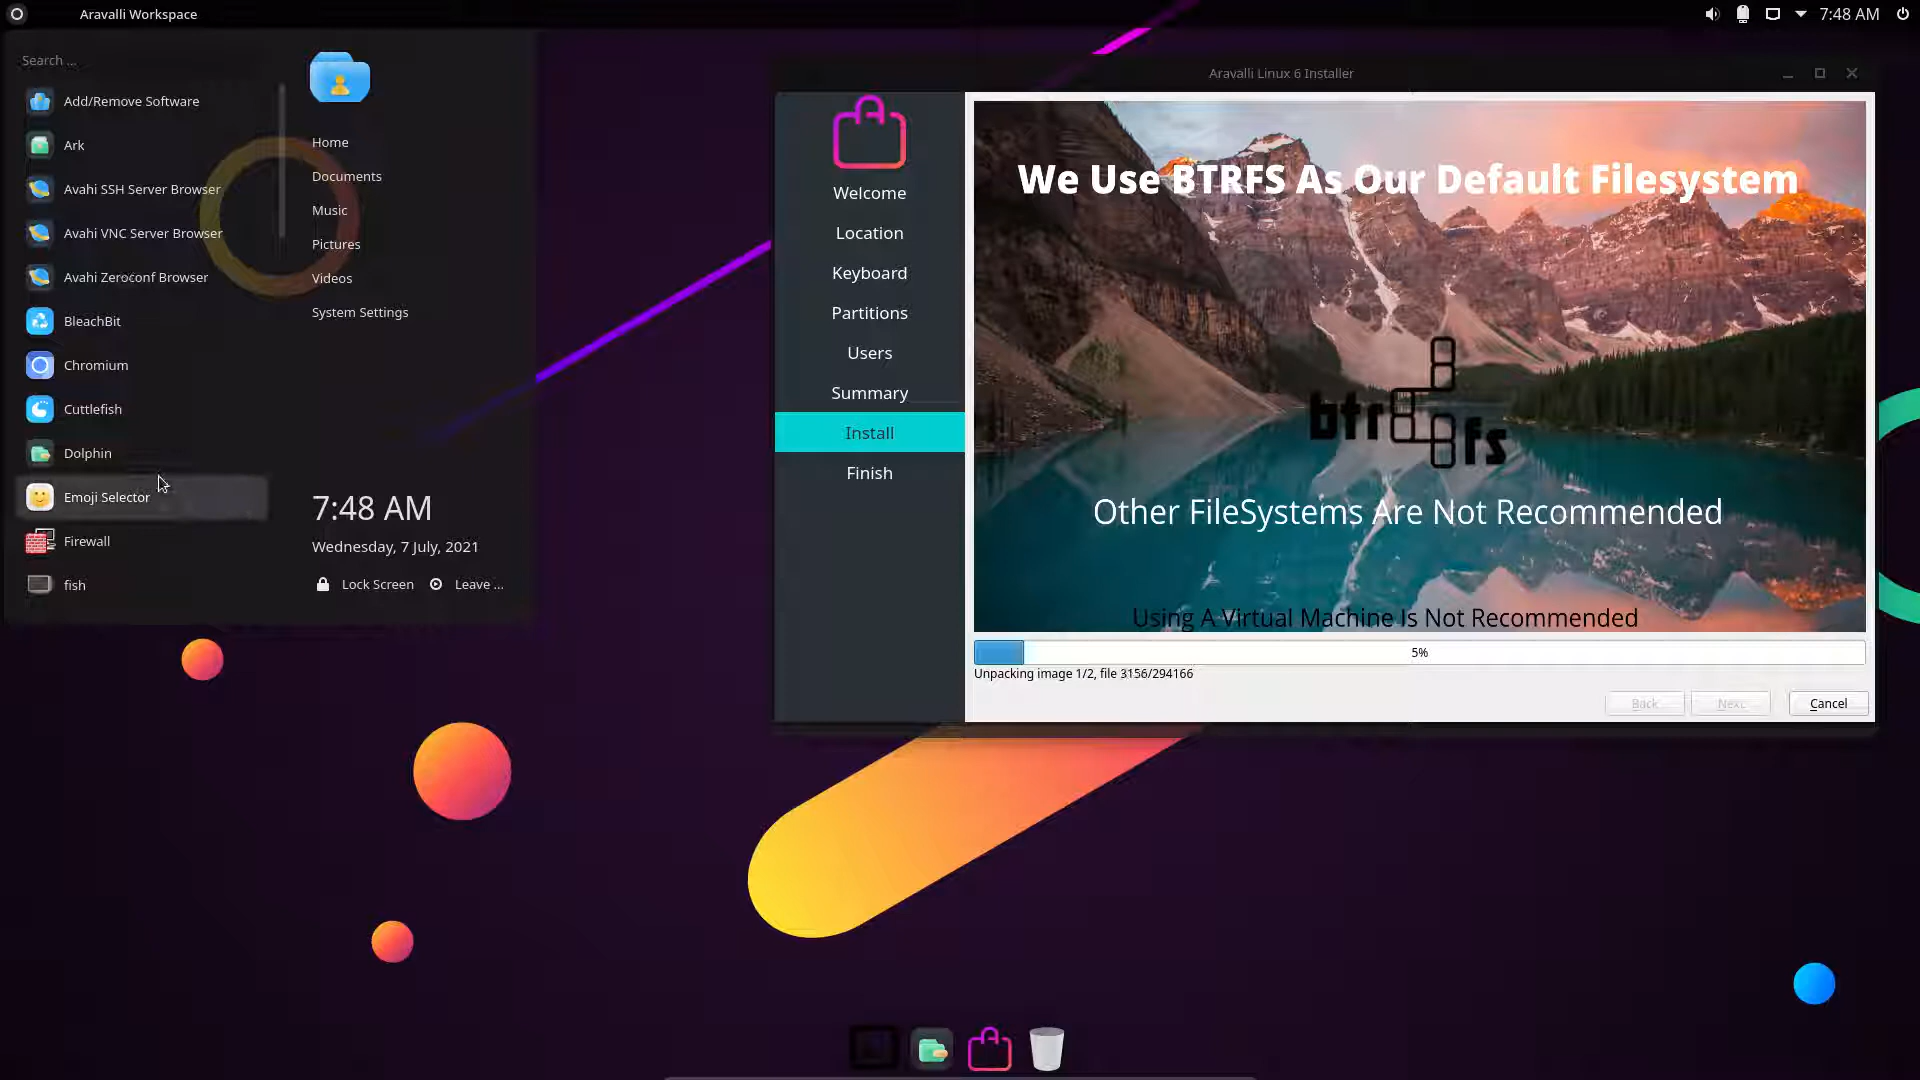 Aravalli Workspace
7:48 AM
Search ...
Add/Remove Software
Ark
Avahi SSH Server Browser
Avahi VNC Server Browser
Avahi Zeroconf Browser
BleachBit
Chromium
Cuttlefish
Dolphin
Emoji Selector
Firewall
fish
Home
Documents
Music
Pictures
Videos
System Settings
7:48 AM
Wednesday, 7 July, 2021
Lock Screen
Leave ...
Aravalli Linux 6 Installer
Welcome
Location
Keyboard
Partitions
Users
Summary
Install
Finish
We Use BTRFS As Our Default Filesystem
btrfs
Other FileSystems Are Not Recommended
Using A Virtual Machine Is Not Recommended
5%
Unpacking image 1/2, file 3156/294166
Back
Next
Cancel